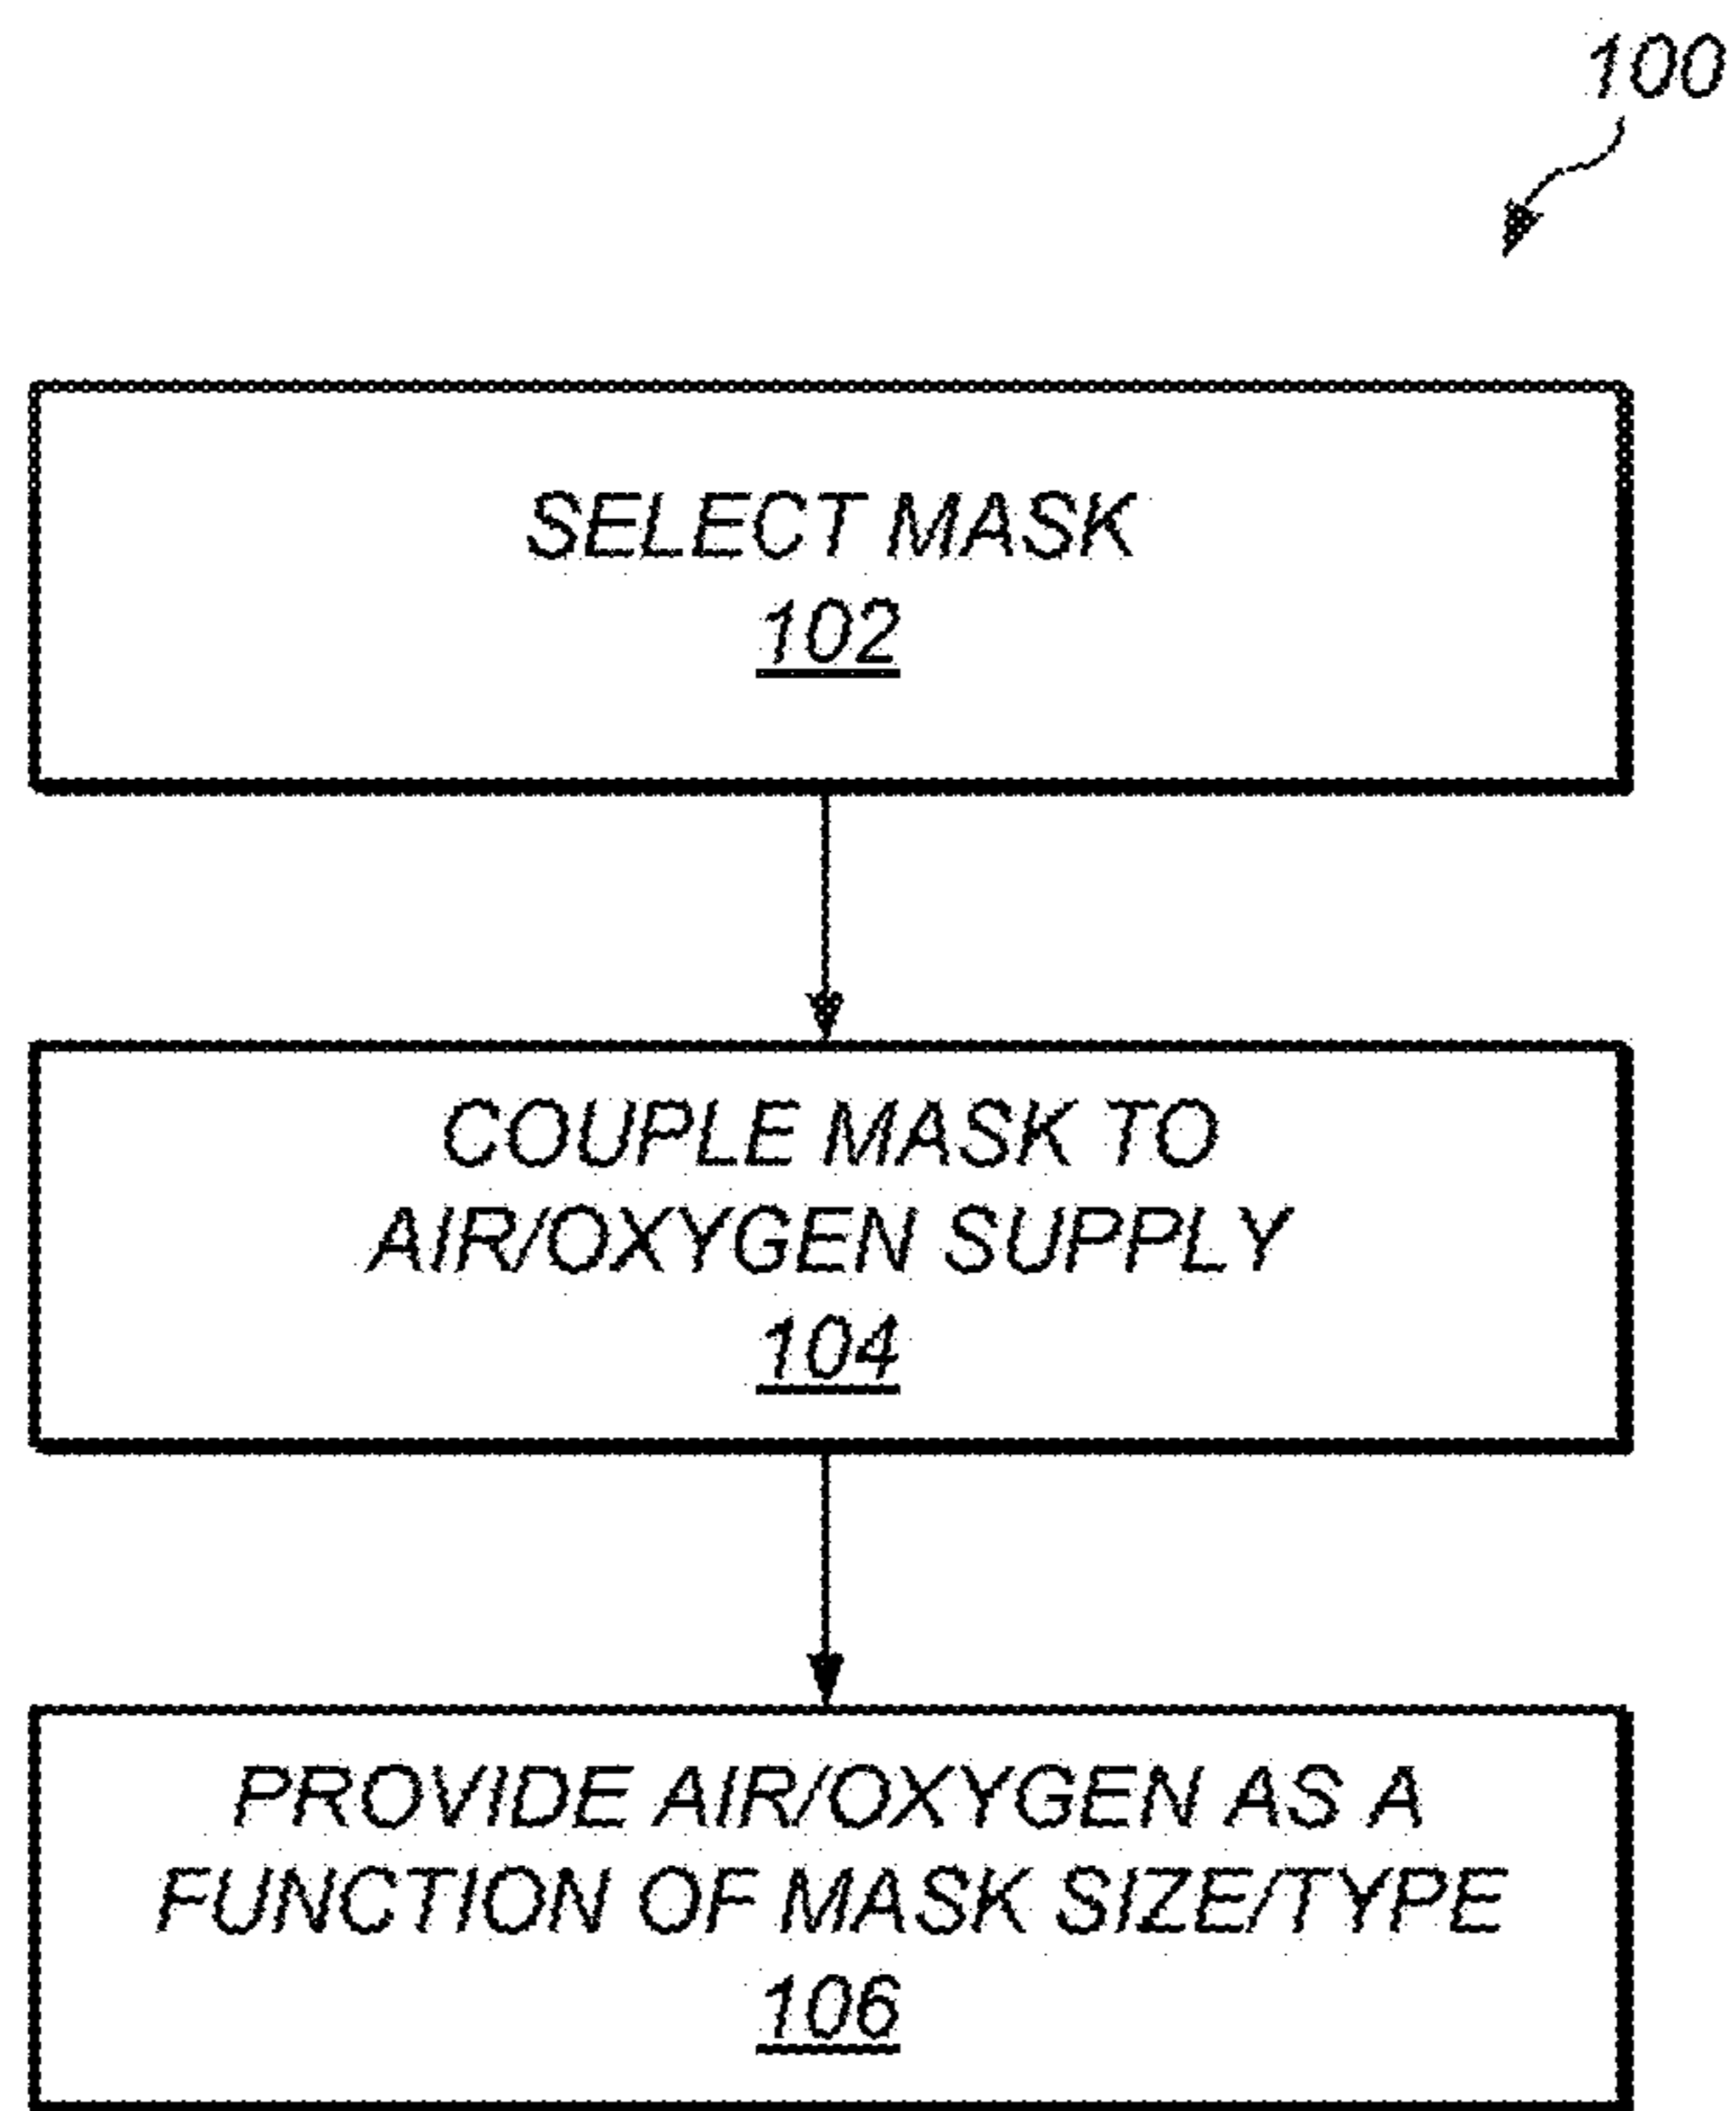 100
SELECT MASK
102
COUPLE MASK TO
AIR/OXYGEN SUPPLY
104
PROVIDE AIR/OXYGEN AS A
FUNCTION OF MASK SIZE/TYPE
106